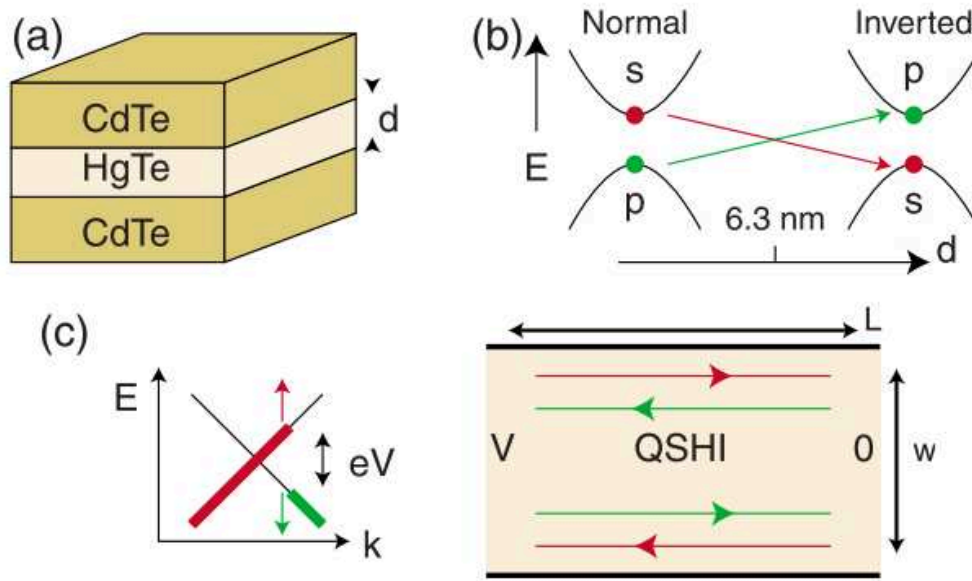 (a)
CdTe
HgTe
CdTe
d
(b)
Normal
Inverted
s
p
E
p
s
6.3 nm
d
(c)
E
eV
k
L
V
QSHI
0
w